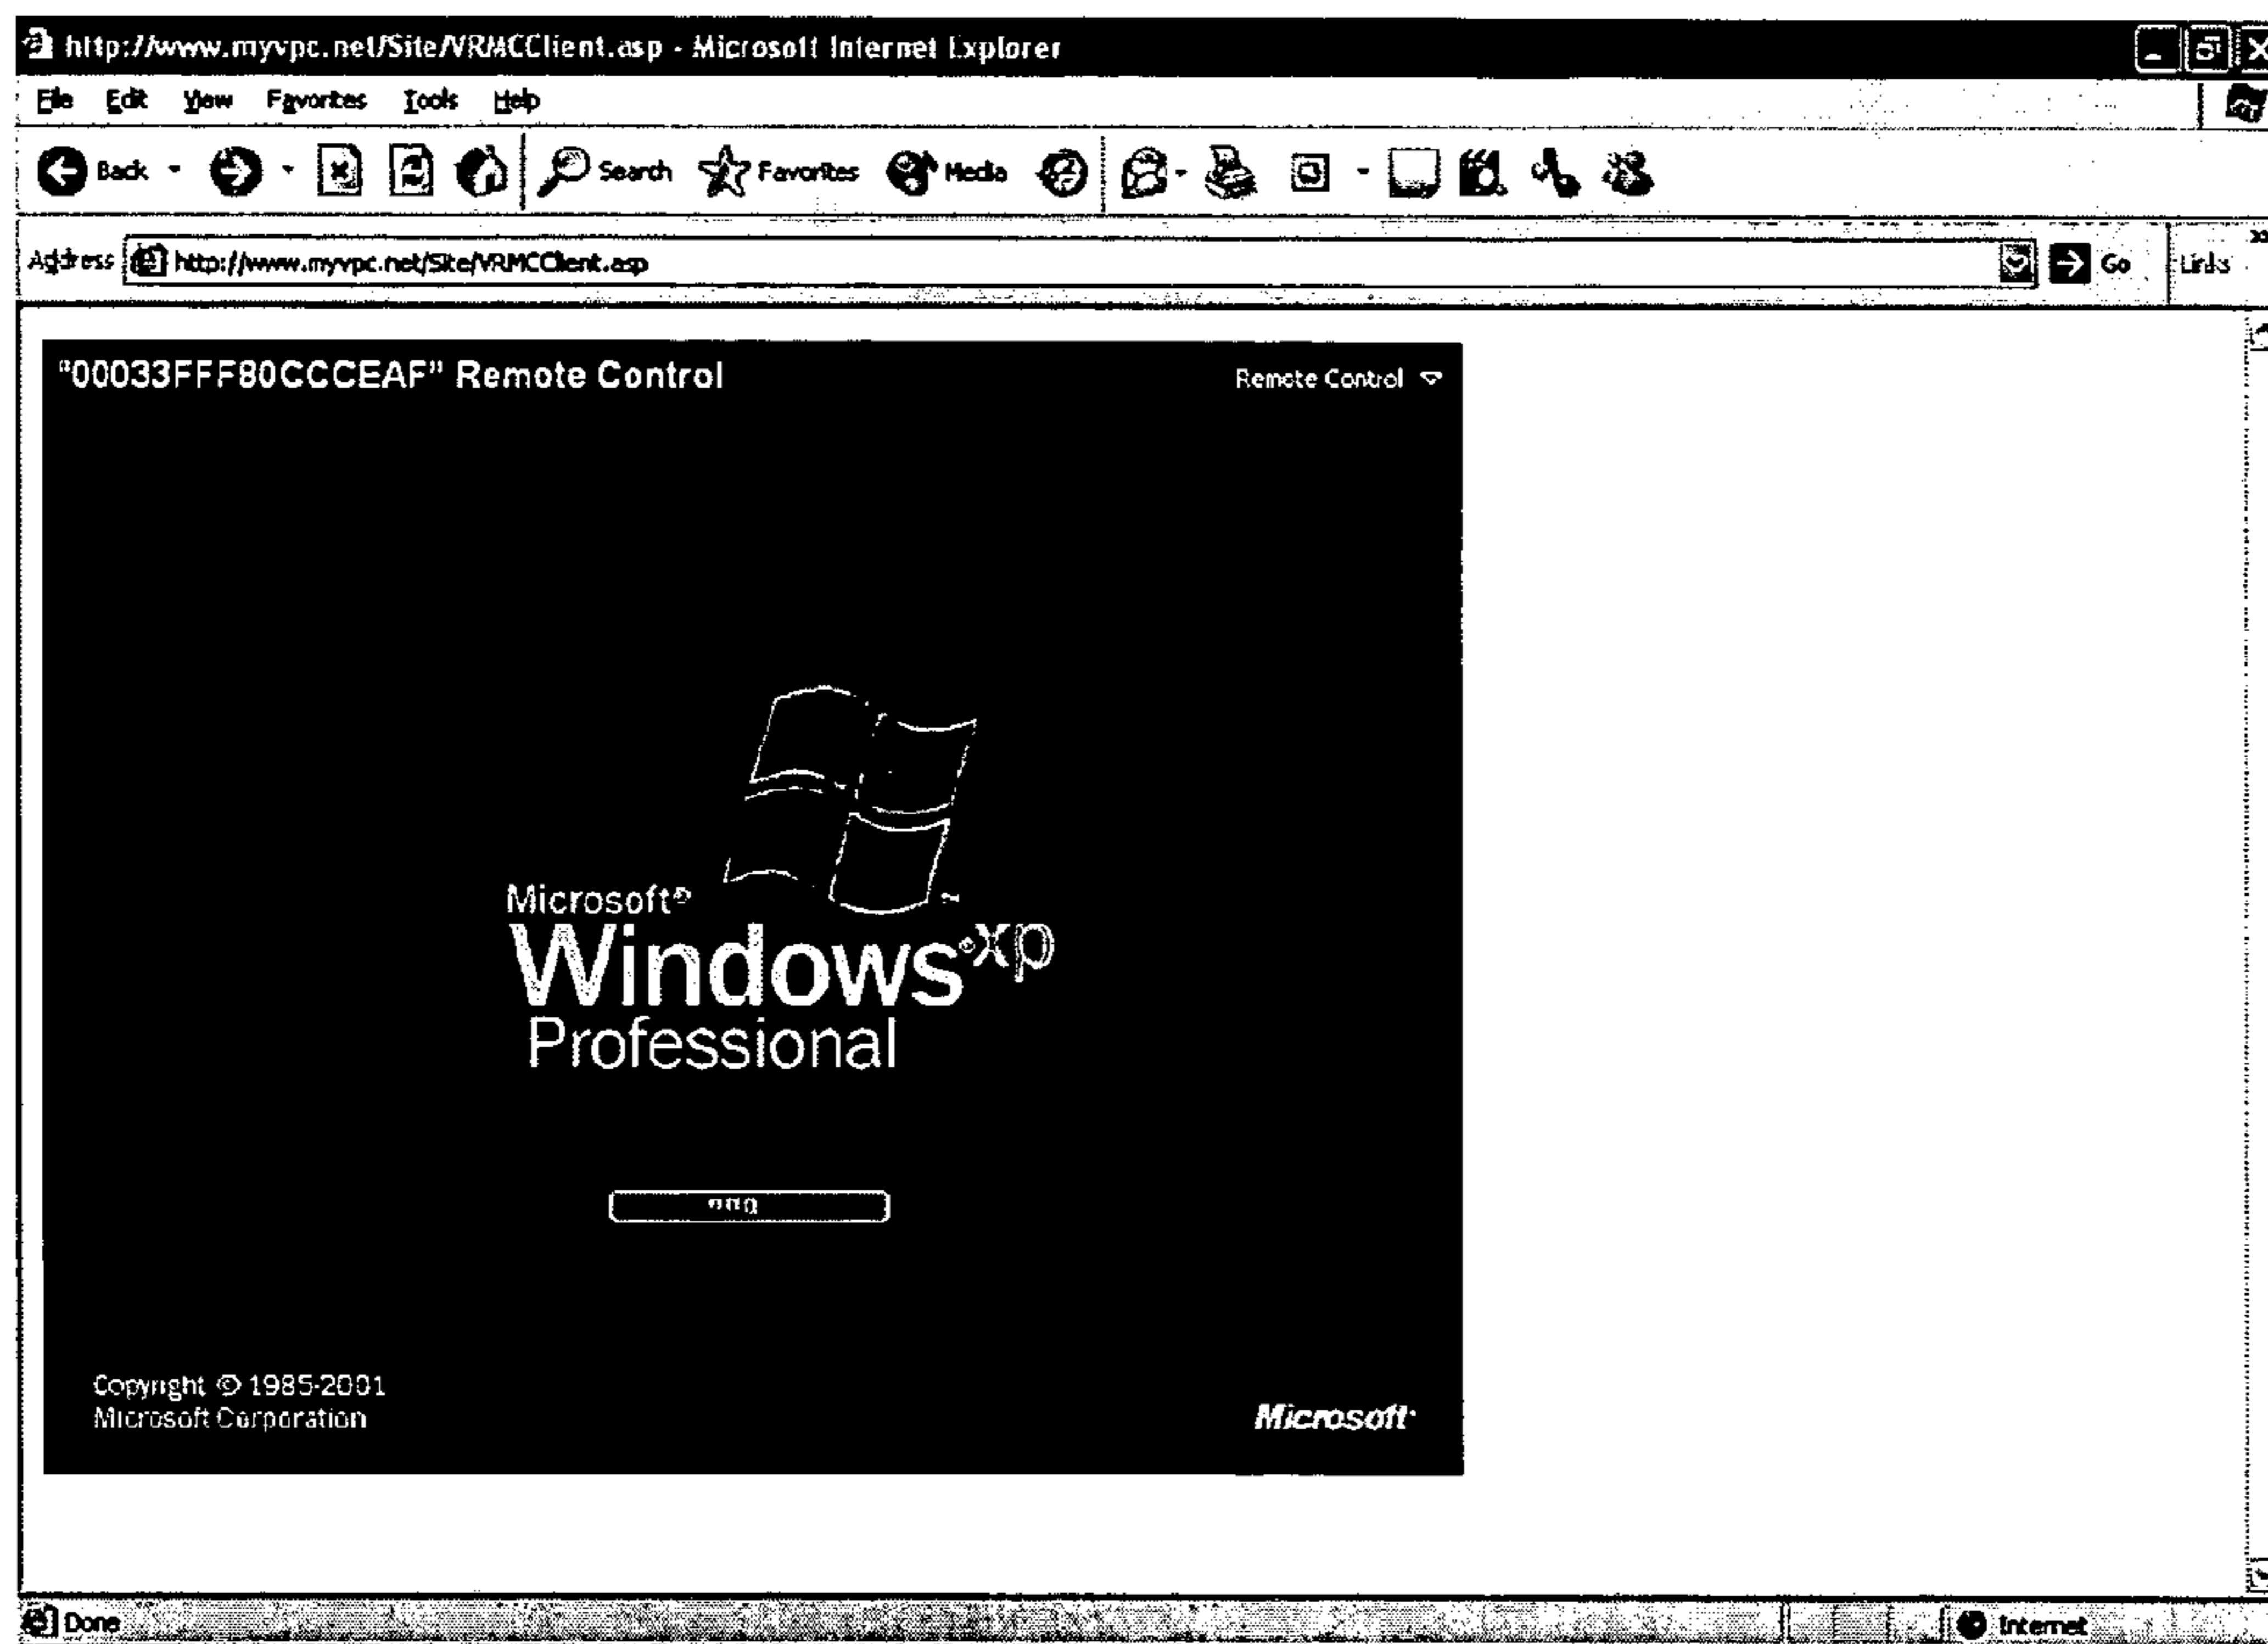 http://www.myvpc.net/Site/VRMCClient.asp - Microsoft Internet Explorer
File Edit View Favorites Tools Help
Back Search Favorites Media
Address http://www.myvpc.net/Site/VRMCClient.asp Go Links »
"00033FFF80CCCEAF" Remote Control Remote Control
Microsoft®
Windows® xp
Professional
Copyright © 1985-2001
Microsoft Corporation
Microsoft
Done Internet